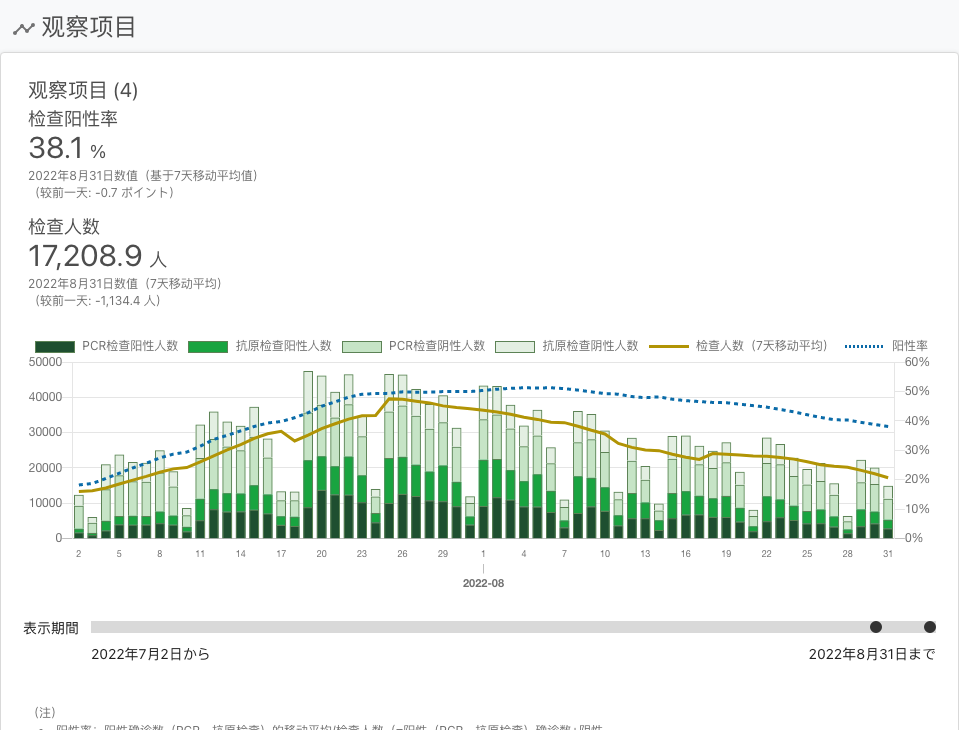 观察项目
观察项目 (4)
检查阳性率
38.1 %
2022年8月31日数值（基于7天移动平均值）
（较前一天: -0.7 ポイント）
检查人数
17,208.9 人
2022年8月31日数值（7天移动平均）
（较前一天: -1,134.4 人）
PCR检查阳性人数 抗原检查阳性人数 PCR检查阴性人数 抗原检查阴性人数 检查人数（7天移动平均） 阳性率
50000 60%
40000 50%
30000 40%
20000 30%
10000 20%
0 10%
0%
2 5 8 11 14 17 20 23 26 29 1 4 7 10 13 16 19 22 25 28 31
2022-08
表示期間
2022年7月2日から 2022年8月31日まで
（注）